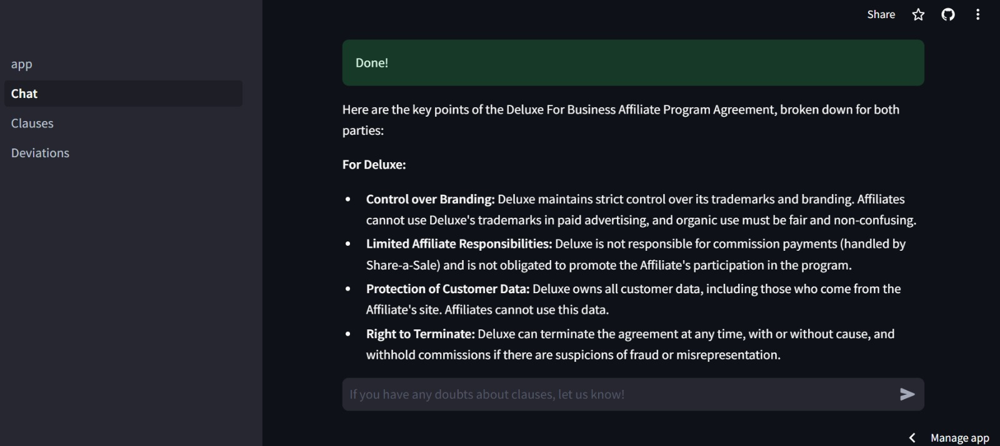 Share
app
Chat
Clauses
Deviations
Done!
Here are the key points of the Deluxe For Business Affiliate Program Agreement, broken down for both
parties:
For Deluxe:
• Control over Branding: Deluxe maintains strict control over its trademarks and branding. Affiliates
cannot use Deluxe's trademarks in paid advertising, and organic use must be fair and non-confusing.
• Limited Affiliate Responsibilities: Deluxe is not responsible for commission payments (handled by
Share-a-Sale) and is not obligated to promote the Affiliate's participation in the program.
• Protection of Customer Data: Deluxe owns all customer data, including those who come from the
Affiliate's site. Affiliates cannot use this data.
• Right to Terminate: Deluxe can terminate the agreement at any time, with or without cause, and
withhold commissions if there are suspicions of fraud or misrepresentation.
If you have any doubts about clauses, let us know!
Manage app